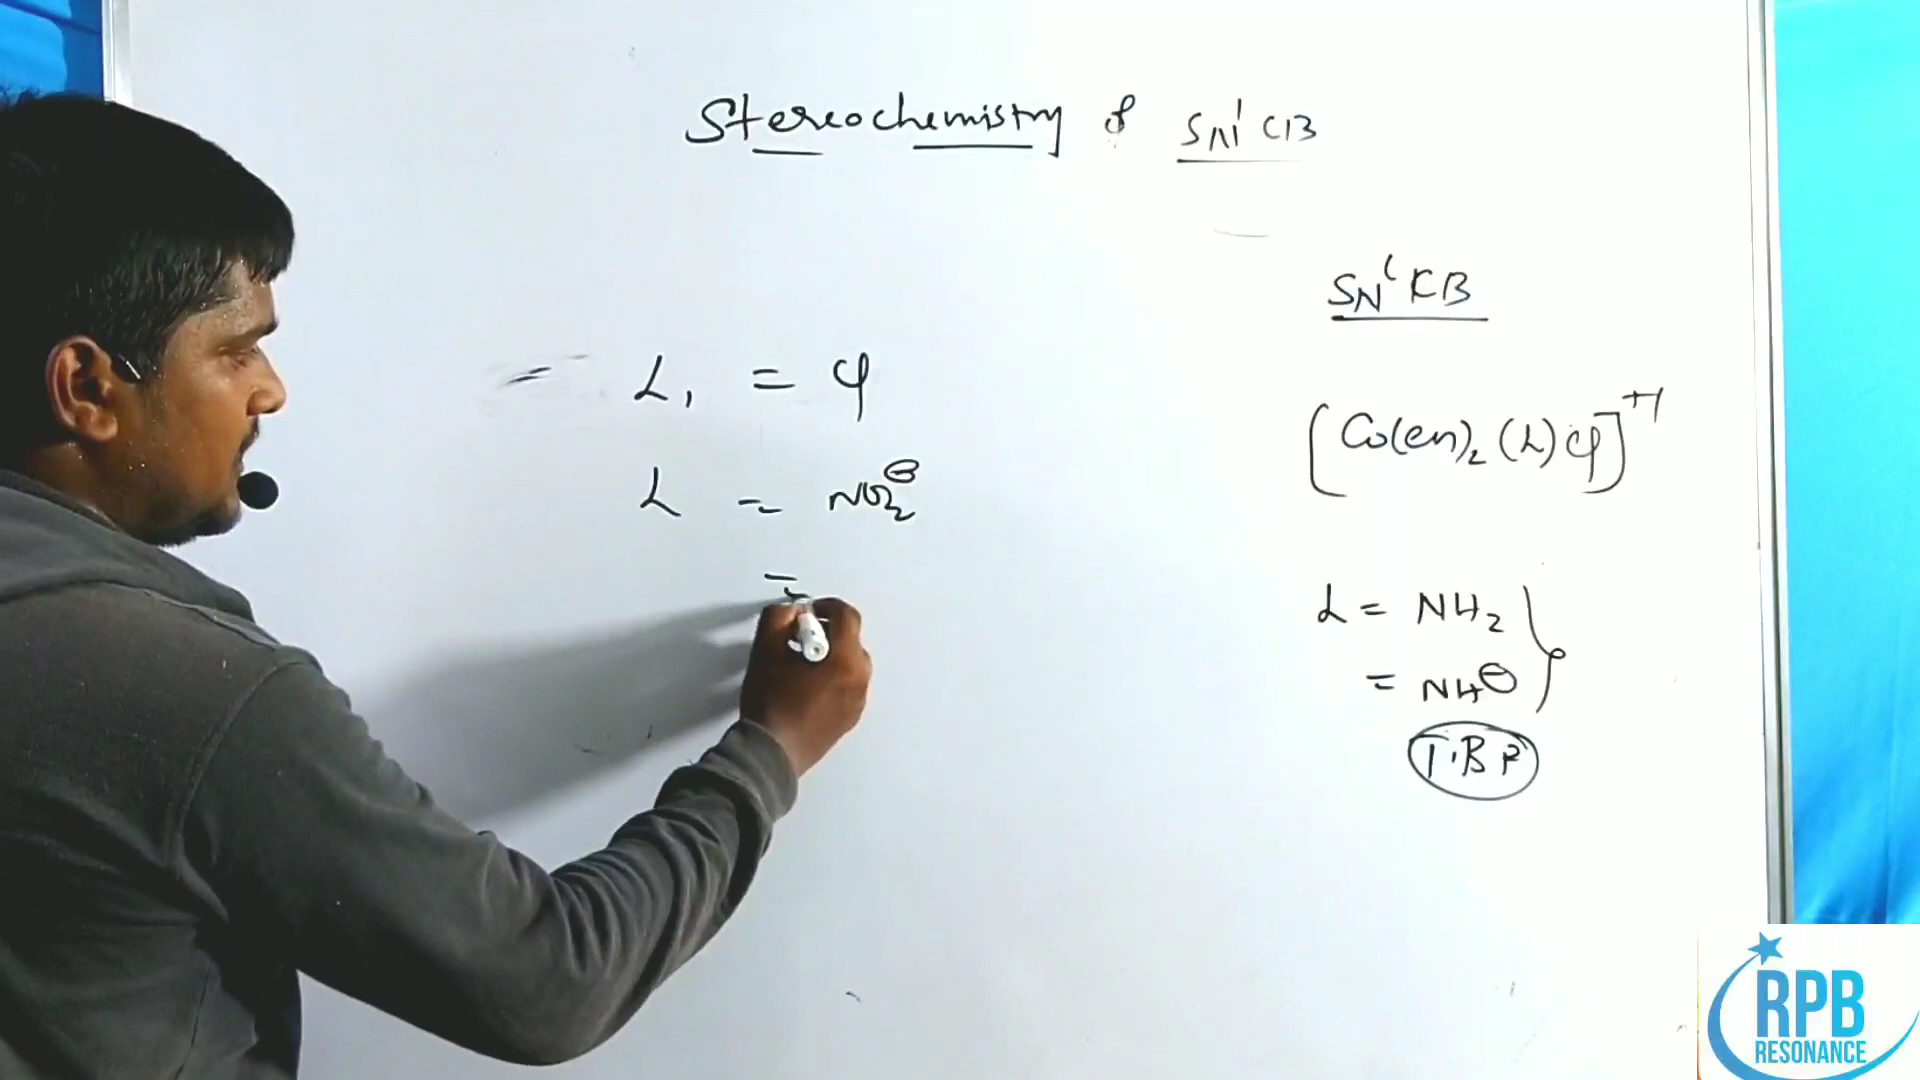 Stereochemistry of SN¹ CB
SN¹ CB
L₁ = Cl
[Co(en)₂ (L) Cl]⁺¹
L = NO₂⊖
=
L = NH₂
= NH⊖
T.B.P
RPB
RESONANCE